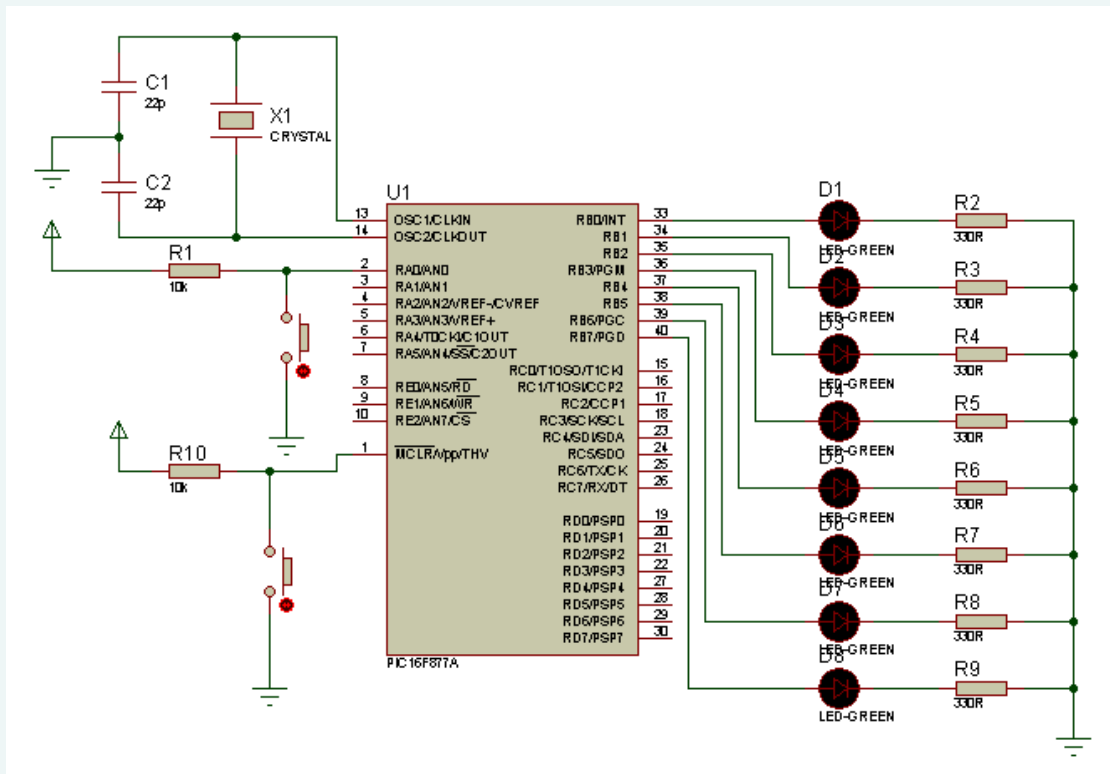 C1
22p
X1
CRYSTAL
C2
22p
R1
10k
R10
10k
U1
13 OSC1/CLKIN
14 OSC2/CLKOUT
2 RA0/AN0
3 RA1/AN1
4 RA2/AN2/VREF-/CVREF
5 RA3/AN3/VREF+
6 RA4/T0CKI/C1OUT
7 RA5/AN4/SS/C2OUT
8 RE0/AN5/RD
9 RE1/AN6/WR
10 RE2/AN7/CS
1 MCLR/Vpp/THV
RB0/INT 33
RB1 34
RB2 35
RB3/PGM 36
RB4 37
RB5 38
RB6/PGC 39
RB7/PGD 40
RC0/T1OSO/T1CKI 15
RC1/T1OSI/CCP2 16
RC2/CCP1 17
RC3/SCK/SCL 18
RC4/SDI/SDA 23
RC5/SDO 24
RC6/TX/CK 25
RC7/RX/DT 26
RD0/PSP0 19
RD1/PSP1 20
RD2/PSP2 21
RD3/PSP3 22
RD4/PSP4 27
RD5/PSP5 28
RD6/PSP6 29
RD7/PSP7 30
PIC16F877A
D1
LED-GREEN
R2
330R
D2
LED-GREEN
R3
330R
D3
LED-GREEN
R4
330R
D4
LED-GREEN
R5
330R
D5
LED-GREEN
R6
330R
D6
LED-GREEN
R7
330R
D7
LED-GREEN
R8
330R
D8
LED-GREEN
R9
330R